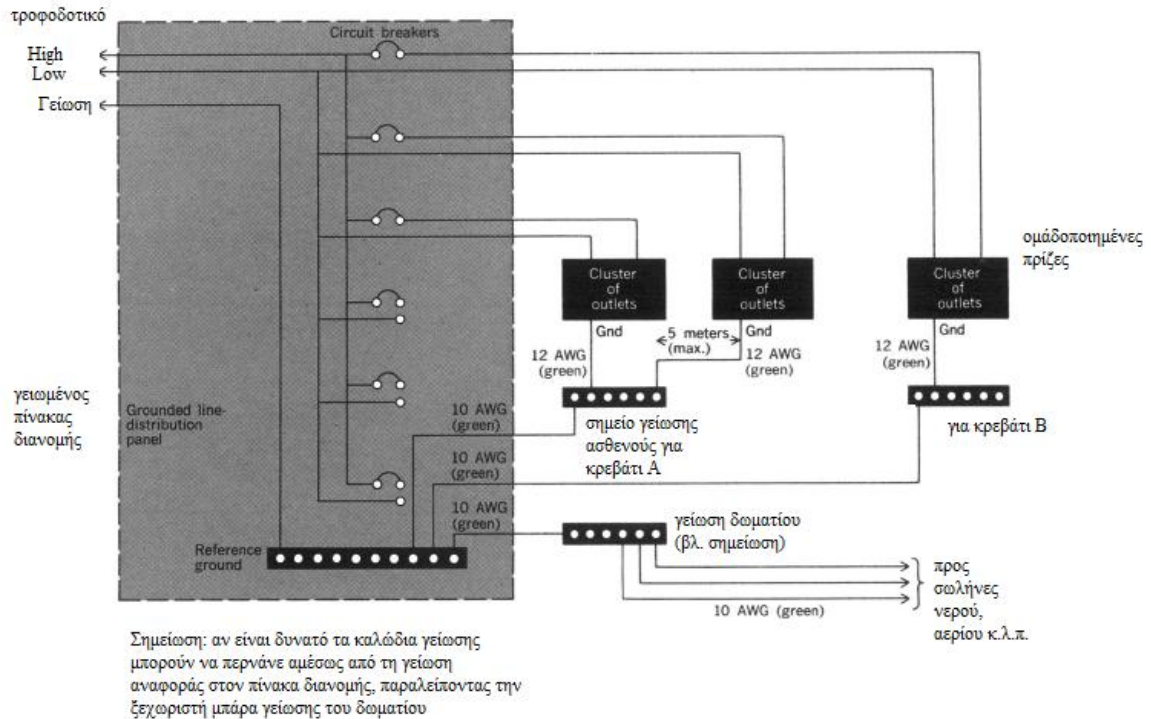 τροφοδοτικό
High
Low
Γείωση
Circuit breakers
ομάδοποιημένες
πρίζες
Cluster
of
outlets
Cluster
of
outlets
Cluster
of
outlets
Gnd
Gnd
Gnd
5 meters
(max.)
12 AWG
(green)
12 AWG
(green)
12 AWG
(green)
γειωμένος
πίνακας
διανομής
Grounded line-
distribution
panel
10 AWG
(green)
σημείο γείωσης
ασθενούς για
κρεβάτι Α
για κρεβάτι Β
10 AWG
(green)
10 AWG
(green)
γείωση δωματίου
(βλ. σημείωση)
Reference
ground
προς
σωλήνες
νερού,
αερίου κ.λ.π.
10 AWG (green)
Σημείωση: αν είναι δυνατό τα καλώδια γείωσης
μπορούν να περνάνε αμέσως από τη γείωση
αναφοράς στον πίνακα διανομής, παραλείποντας την
ξεχωριστή μπάρα γείωσης του δωματίου